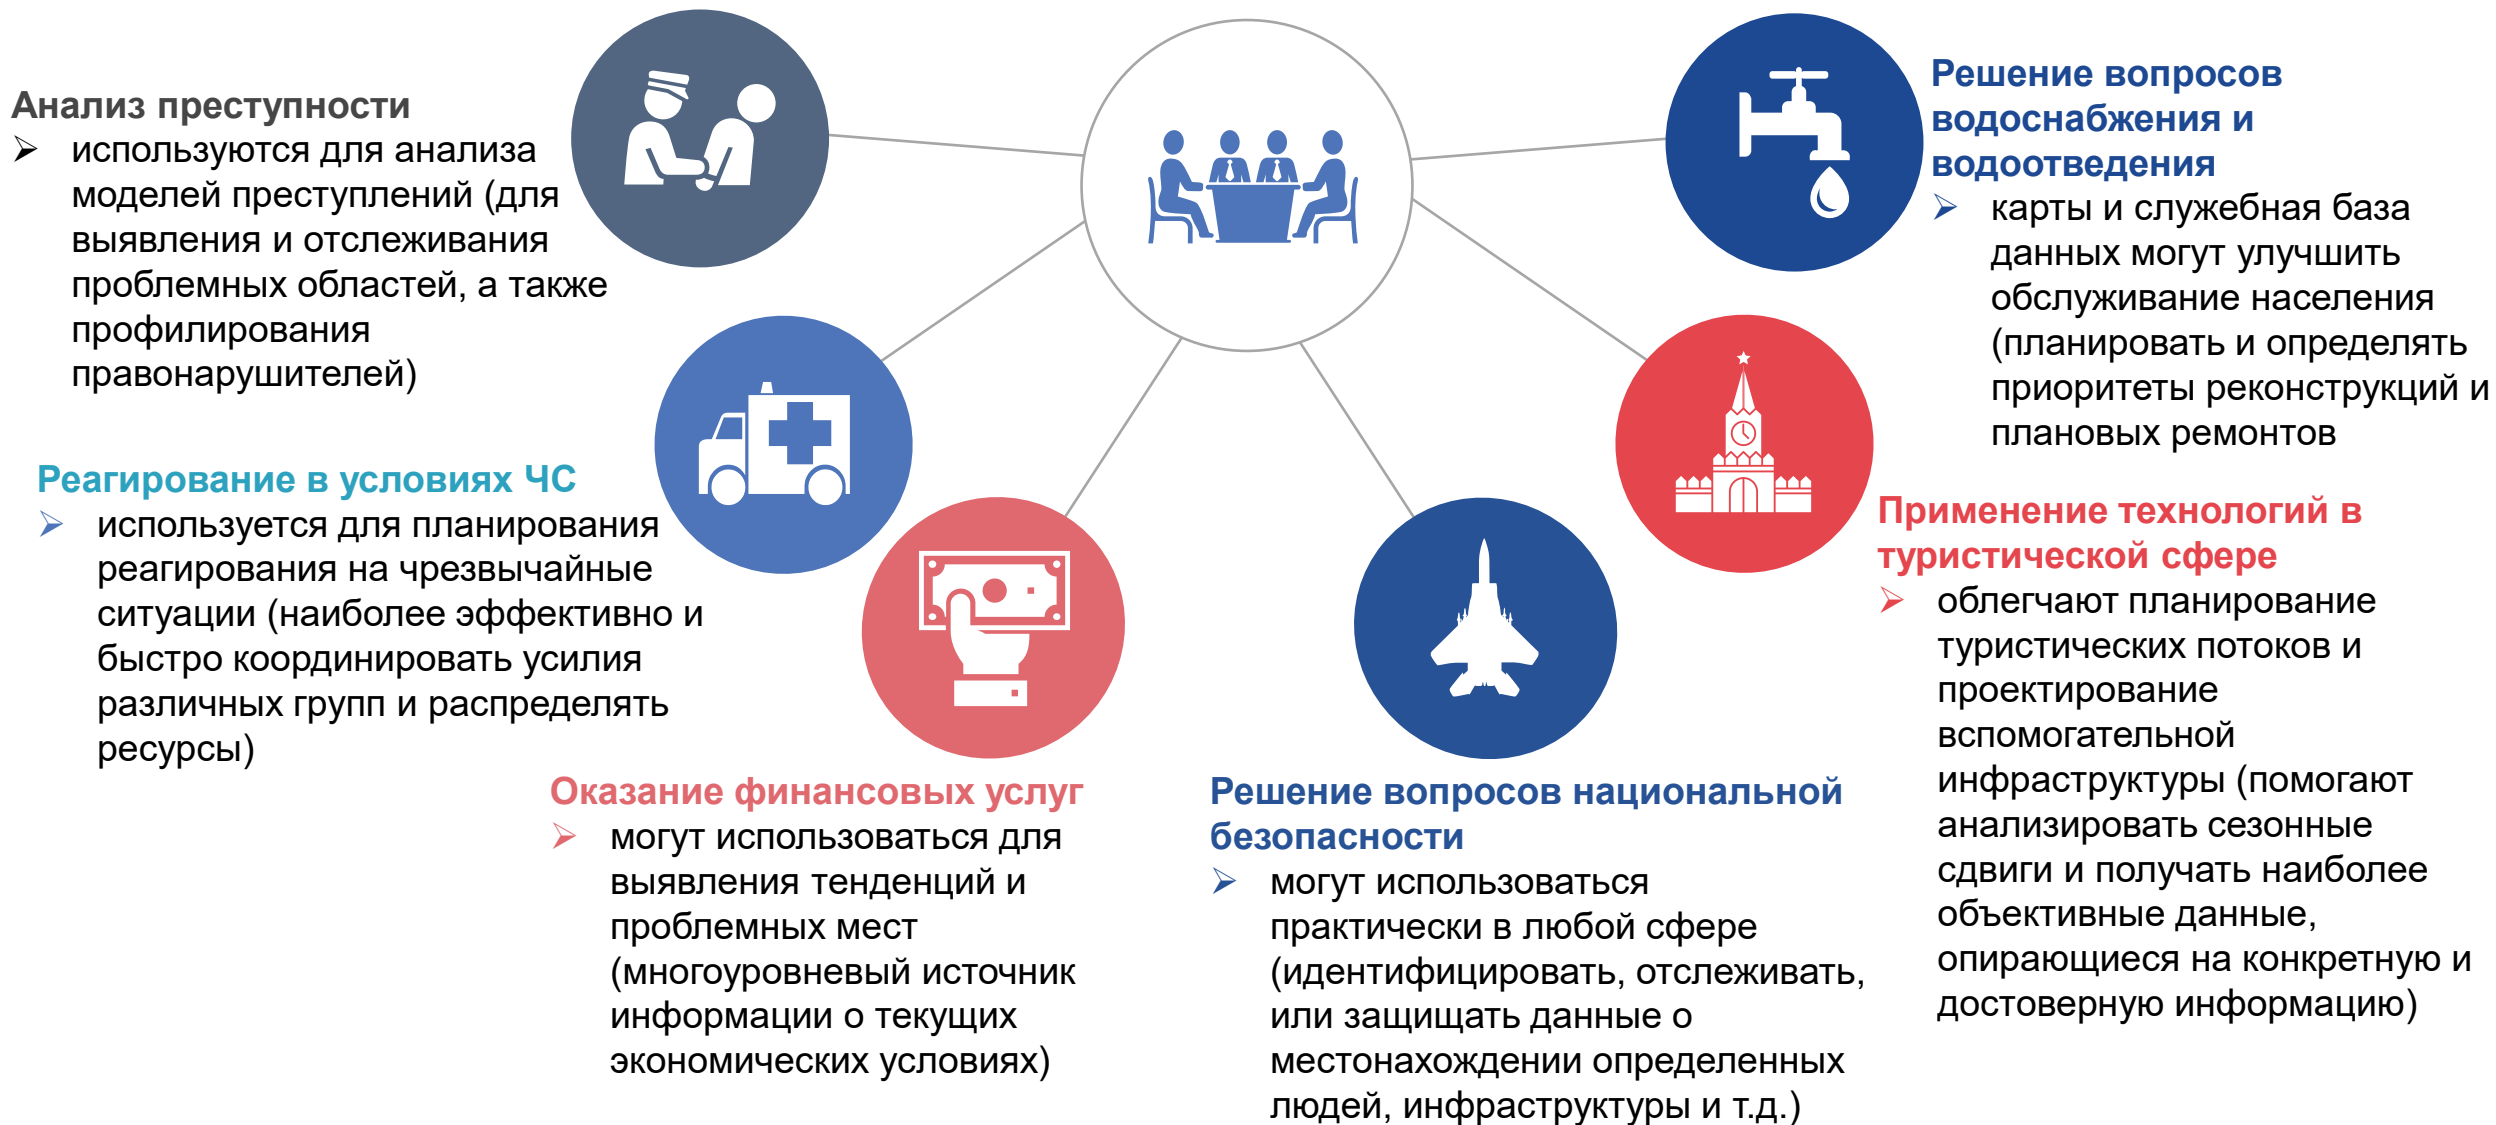 Анализ преступности
используются для анализа
моделей преступлений (для
выявления и отслеживания
проблемных областей, а также
профилирования
правонарушителей)
Реагирование в условиях ЧС
используется для планирования
реагирования на чрезвычайные
ситуации (наиболее эффективно и
быстро координировать усилия
различных групп и распределять
ресурсы)
Оказание финансовых услуг
могут использоваться для
выявления тенденций и
проблемных мест
(многоуровневый источник
информации о текущих
экономических условиях)
Решение вопросов национальной
безопасности
могут использоваться
практически в любой сфере
(идентифицировать, отслеживать,
или защищать данные о
местонахождении определенных
людей, инфраструктуры и т.д.)
Решение вопросов
водоснабжения и
водоотведения
карты и служебная база
данных могут улучшить
обслуживание населения
(планировать и определять
приоритеты реконструкций и
плановых ремонтов
Применение технологий в
туристической сфере
облегчают планирование
туристических потоков и
проектирование
вспомогательной
инфраструктуры (помогают
анализировать сезонные
сдвиги и получать наиболее
объективные данные,
опирающиеся на конкретную и
достоверную информацию)